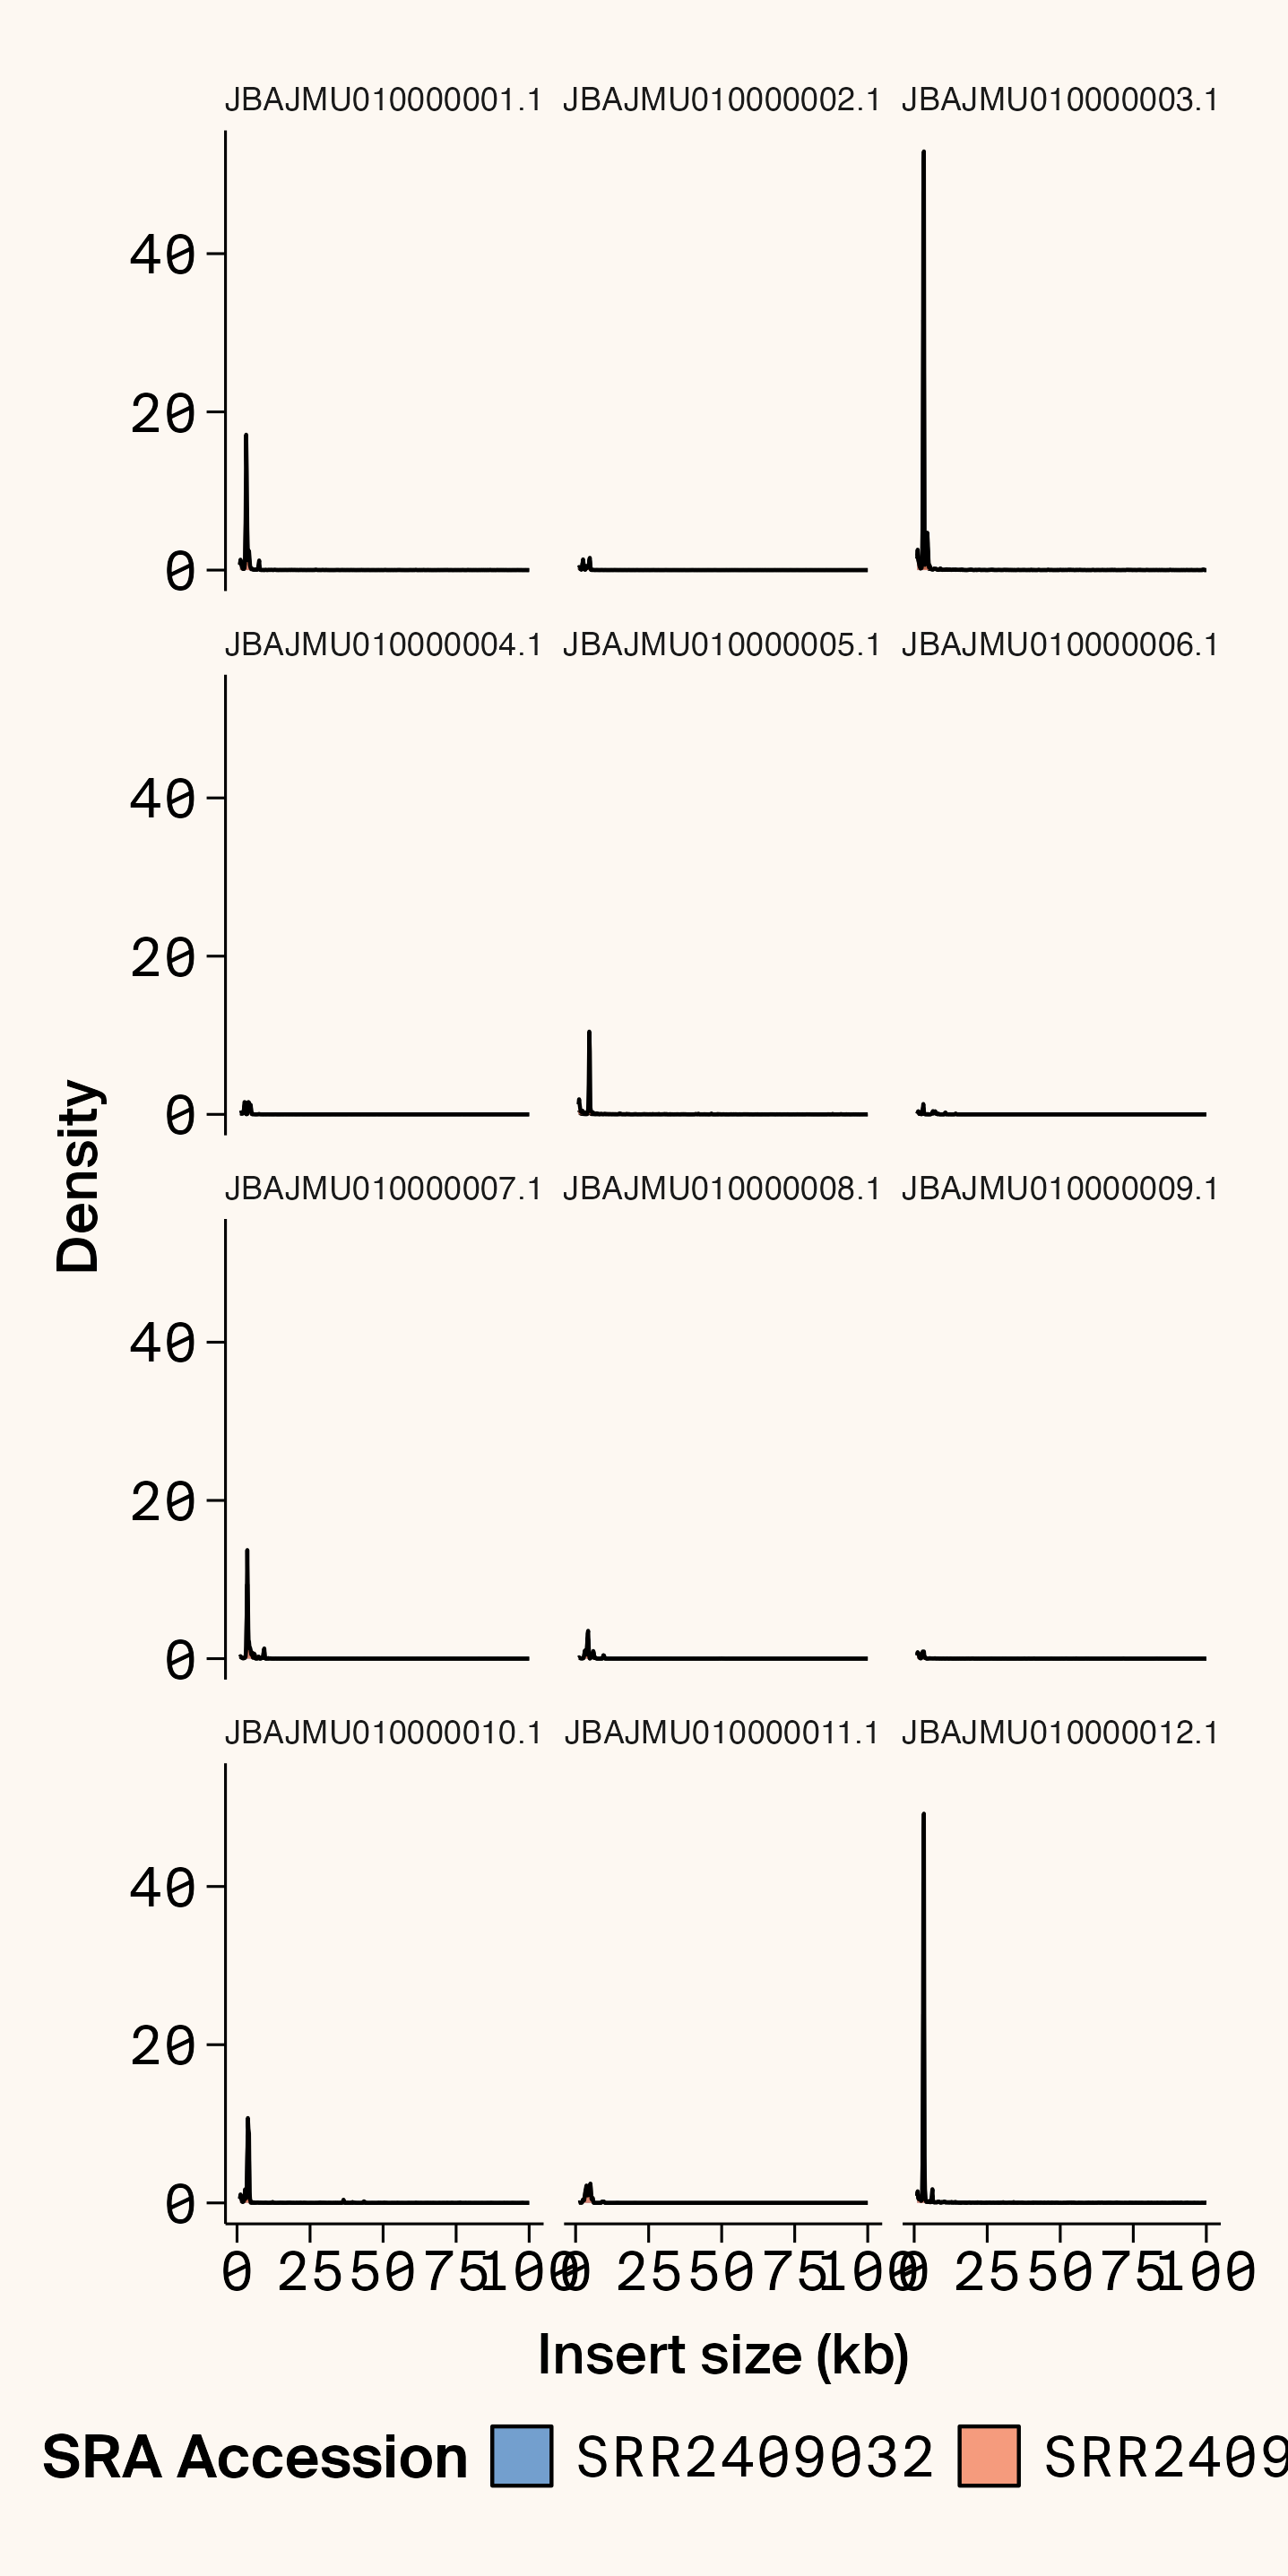 JBAJMU010000001.1 JBAJMU010000002.1 JBAJMU010000003.1
40
20
0
JBAJMU010000004.1 JBAJMU010000005.1 JBAJMU010000006.1
40
20
0
Density
JBAJMU010000007.1 JBAJMU010000008.1 JBAJMU010000009.1
40
20
0
JBAJMU010000010.1 JBAJMU010000011.1 JBAJMU010000012.1
40
20
0
0 25 50 75 100 0 25 50 75 100 0 25 50 75 100
Insert size (kb)
SRA Accession SRR2409032 SRR2409